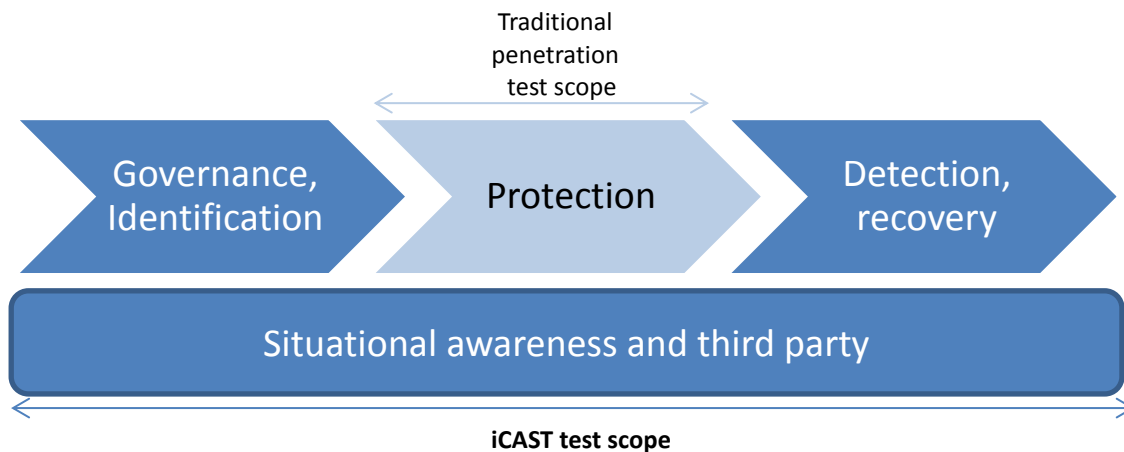 Traditional
penetration
test scope
Governance,
Identification
Protection
Detection,
recovery
Situational awareness and third party
iCAST test scope